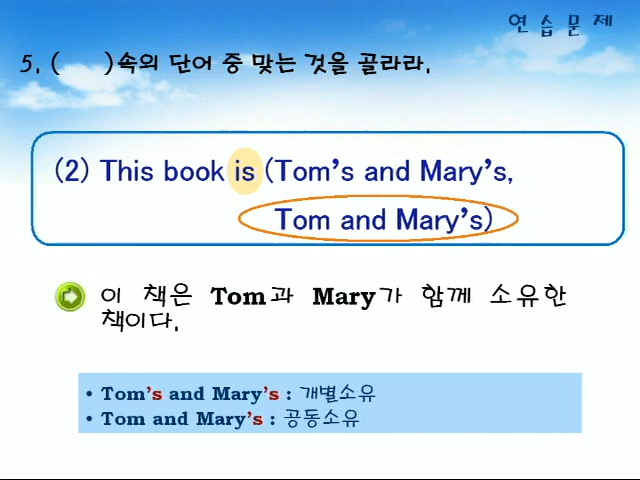 연 습 문 제
5. (      )속의 단어 중 맞는 것을 골라라.
(2) This book is (Tom's and Mary's,
Tom and Mary's)
이 책은 Tom과 Mary가 함께 소유한
책이다.
• Tom's and Mary's : 개별소유
• Tom and Mary's : 공동소유